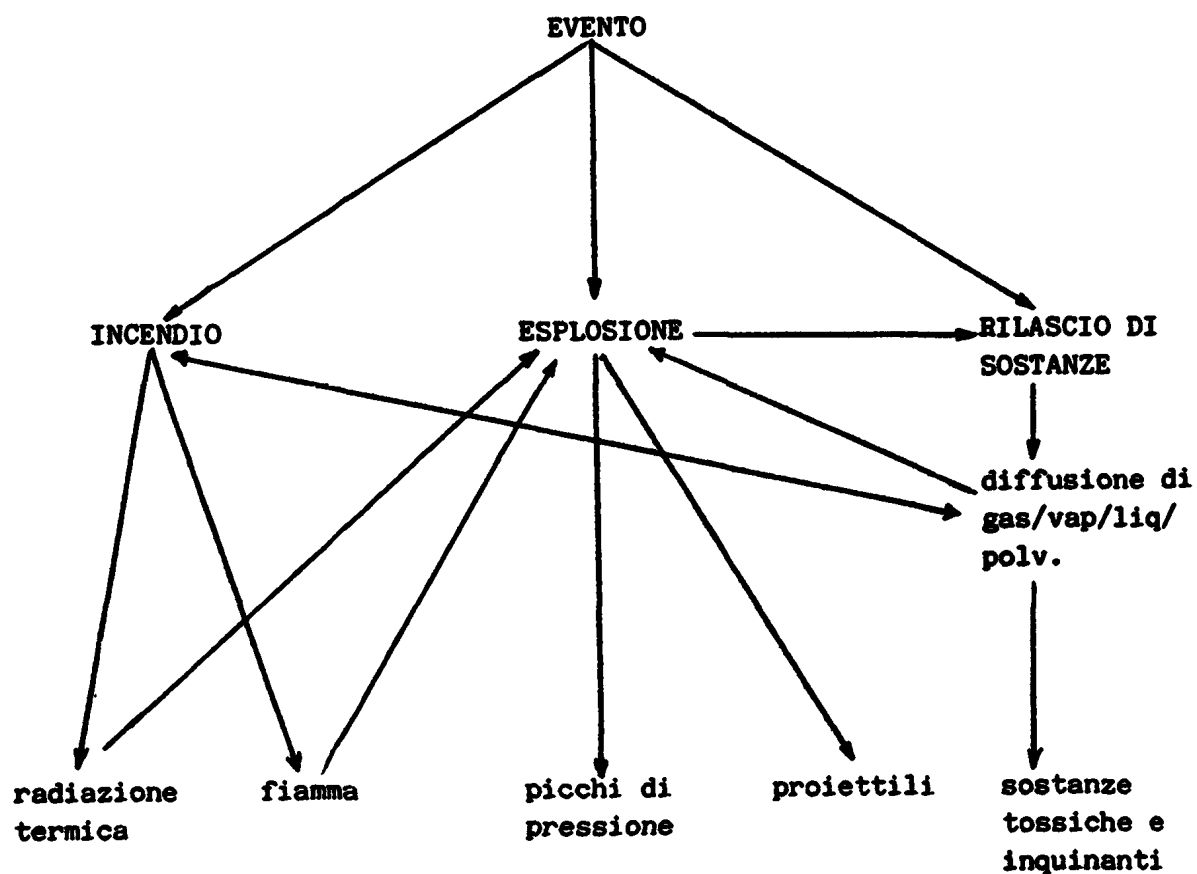 EVENTO
INCENDIO
ESPLOSIONE
RILASCIO DI
SOSTANZE
diffusione di
gas/vap/liq/
polv.
radiazione
termica
fiamma
picchi di
pressione
proiettili
sostanze
tossiche e
inquinanti